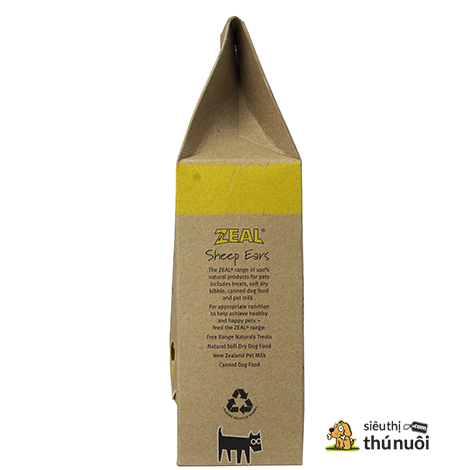 ZEAL®
Sheep Ears
The ZEAL® range of 100%
natural products for pets
includes treats, soft dry
kibble, canned dog food
and pet milk.
For appropriate nutrition
to help achieve healthy
and happy pets –
feed the ZEAL® range:
Free Range Naturals Treats
Natural Soft Dry Dog Food
New Zealand Pet Milk
Canned Dog Food
siêuthị
.com
thúnuôi